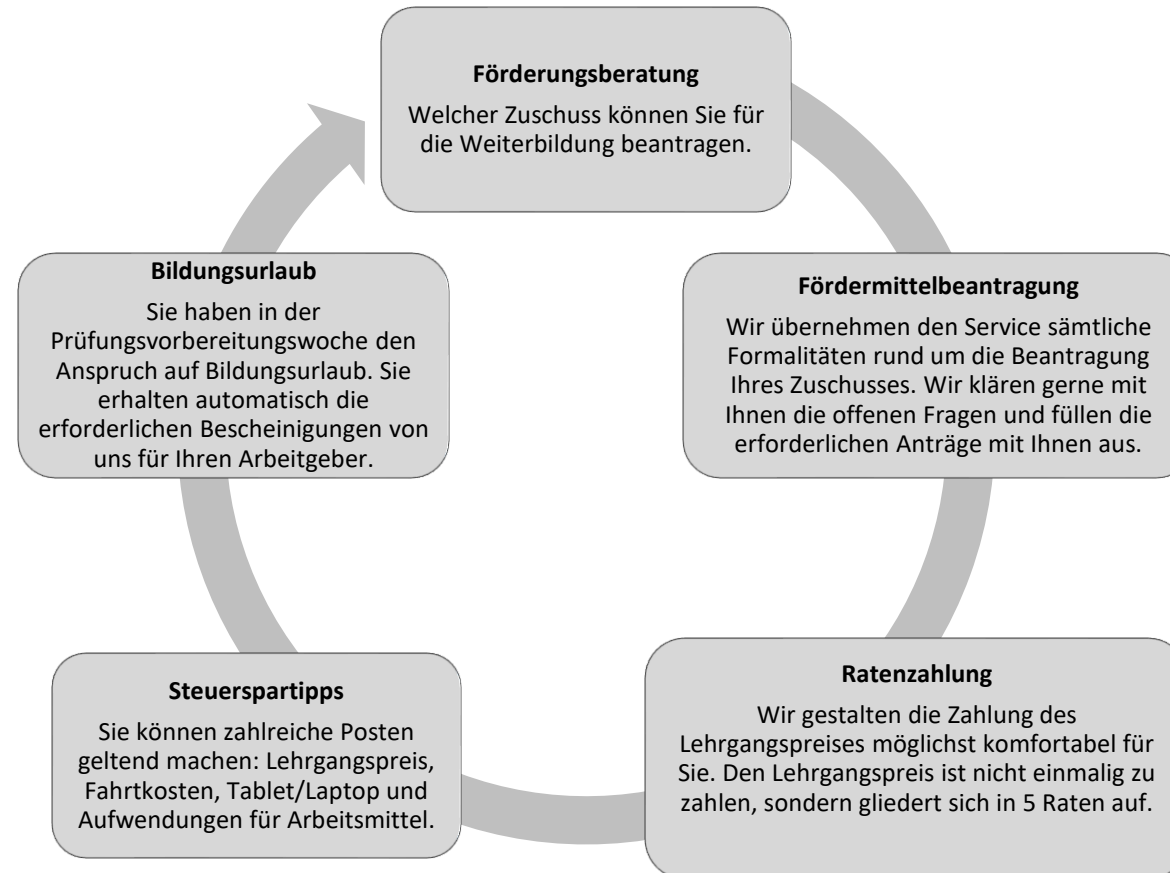 Förderungsberatung
Welcher Zuschuss können Sie für
die Weiterbildung beantragen.
Fördermittelbeantragung
Wir übernehmen den Service sämtliche
Formalitäten rund um die Beantragung
Ihres Zuschusses. Wir klären gerne mit
Ihnen die offenen Fragen und füllen die
erforderlichen Anträge mit Ihnen aus.
Ratenzahlung
Wir gestalten die Zahlung des
Lehrgangspreises möglichst komfortabel für
Sie. Den Lehrgangspreis ist nicht einmalig zu
zahlen, sondern gliedert sich in 5 Raten auf.
Steuerspartipps
Sie können zahlreiche Posten
geltend machen: Lehrgangspreis,
Fahrtkosten, Tablet/Laptop und
Aufwendungen für Arbeitsmittel.
Bildungsurlaub
Sie haben in der
Prüfungsvorbereitungswoche den
Anspruch auf Bildungsurlaub. Sie
erhalten automatisch die
erforderlichen Bescheinigungen von
uns für Ihren Arbeitgeber.